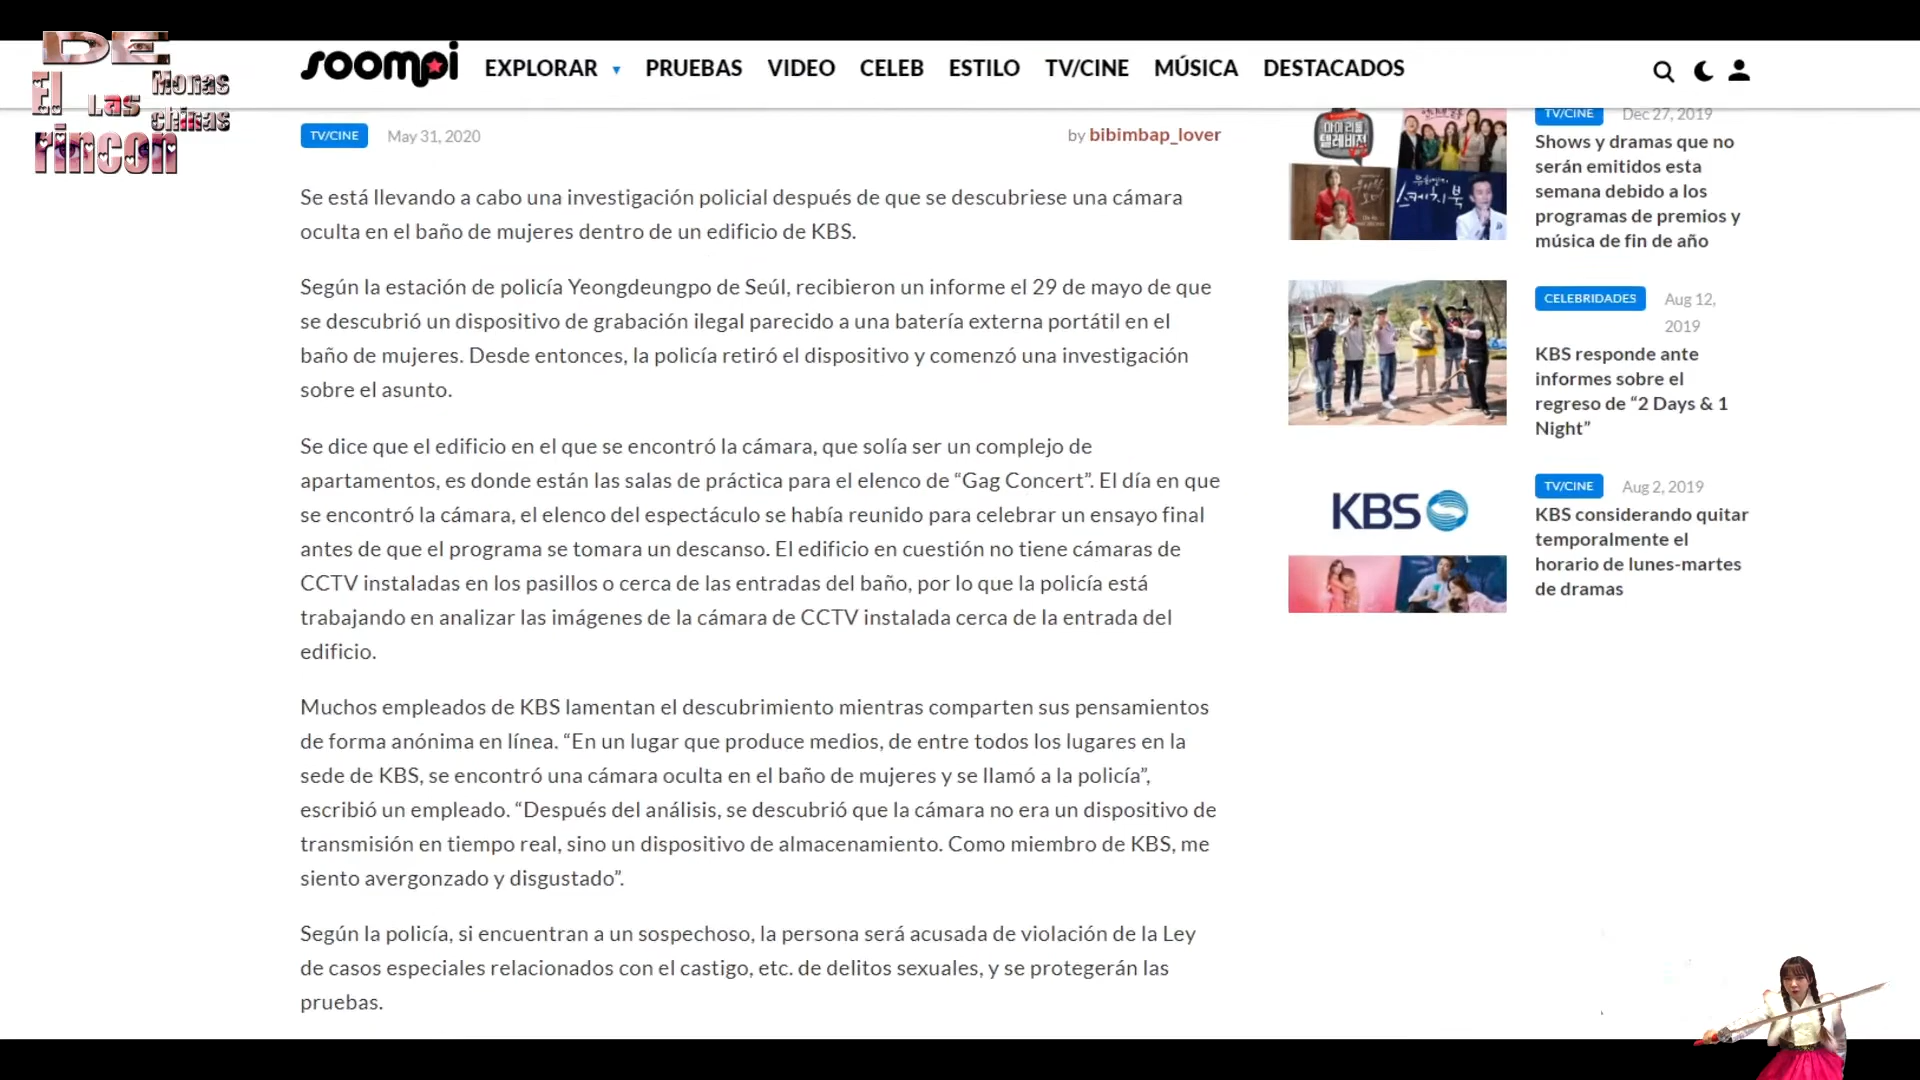 DE
El Las Monas
chinas
rincon
soompi EXPLORAR PRUEBAS VIDEO CELEB ESTILO TV/CINE MÚSICA DESTACADOS
TV/CINE May 31, 2020 by bibimbap_lover
Se está llevando a cabo una investigación policial después de que se descubriese una cámara
oculta en el baño de mujeres dentro de un edificio de KBS.
Según la estación de policía Yeongdeungpo de Seúl, recibieron un informe el 29 de mayo de que
se descubrió un dispositivo de grabación ilegal parecido a una batería externa portátil en el
baño de mujeres. Desde entonces, la policía retiró el dispositivo y comenzó una investigación
sobre el asunto.
Se dice que el edificio en el que se encontró la cámara, que solía ser un complejo de
apartamentos, es donde están las salas de práctica para el elenco de “Gag Concert”. El día en que
se encontró la cámara, el elenco del espectáculo se había reunido para celebrar un ensayo final
antes de que el programa se tomara un descanso. El edificio en cuestión no tiene cámaras de
CCTV instaladas en los pasillos o cerca de las entradas del baño, por lo que la policía está
trabajando en analizar las imágenes de la cámara de CCTV instalada cerca de la entrada del
edificio.
Muchos empleados de KBS lamentan el descubrimiento mientras comparten sus pensamientos
de forma anónima en línea. “En un lugar que produce medios, de entre todos los lugares en la
sede de KBS, se encontró una cámara oculta en el baño de mujeres y se llamó a la policía”,
escribió un empleado. “Después del análisis, se descubrió que la cámara no era un dispositivo de
transmisión en tiempo real, sino un dispositivo de almacenamiento. Como miembro de KBS, me
siento avergonzado y disgustado”.
Según la policía, si encuentran a un sospechoso, la persona será acusada de violación de la Ley
de casos especiales relacionados con el castigo, etc. de delitos sexuales, y se protegerán las
pruebas.
TV/CINE Dec 27, 2019
Shows y dramas que no
serán emitidos esta
semana debido a los
programas de premios y
música de fin de año
CELEBRIDADES Aug 12,
2019
KBS responde ante
informes sobre el
regreso de “2 Days & 1
Night”
KBS
TV/CINE Aug 2, 2019
KBS considerando quitar
temporalmente el
horario de lunes-martes
de dramas